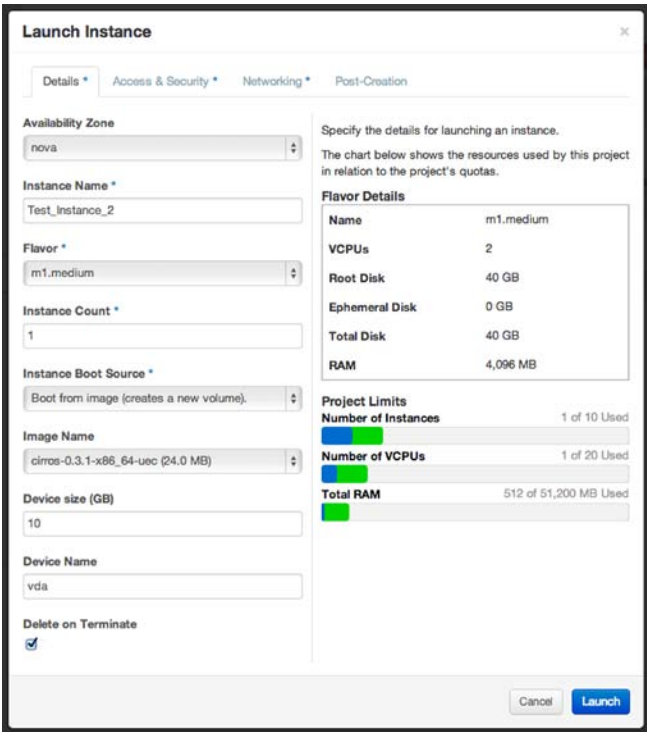 Launch Instance ×
Details * Access & Security * Networking * Post-Creation
Availability Zone
nova
Instance Name *
Test_Instance_2
Flavor *
m1.medium
Instance Count *
1
Instance Boot Source *
Boot from image (creates a new volume).
Image Name
cirros-0.3.1-x86_64-uec (24.0 MB)
Device size (GB)
10
Device Name
vda
Delete on Terminate
Specify the details for launching an instance.
The chart below shows the resources used by this project
in relation to the project's quotas.
Flavor Details
Name m1.medium
VCPUs 2
Root Disk 40 GB
Ephemeral Disk 0 GB
Total Disk 40 GB
RAM 4,096 MB
Project Limits
Number of Instances 1 of 10 Used
Number of VCPUs 1 of 20 Used
Total RAM 512 of 51,200 MB Used
Cancel Launch